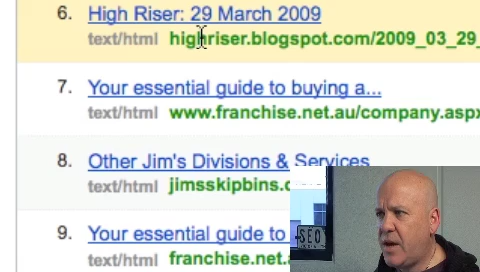 6. High Riser: 29 March 2009
text/html highriser.blogspot.com/2009_03_29_
7. Your essential guide to buying a...
text/html www.franchise.net.au/company.aspx
8. Other Jim's Divisions & Services
text/html jimsskipbins.c
9. Your essential guide to
text/html franchise.net.a
SEO